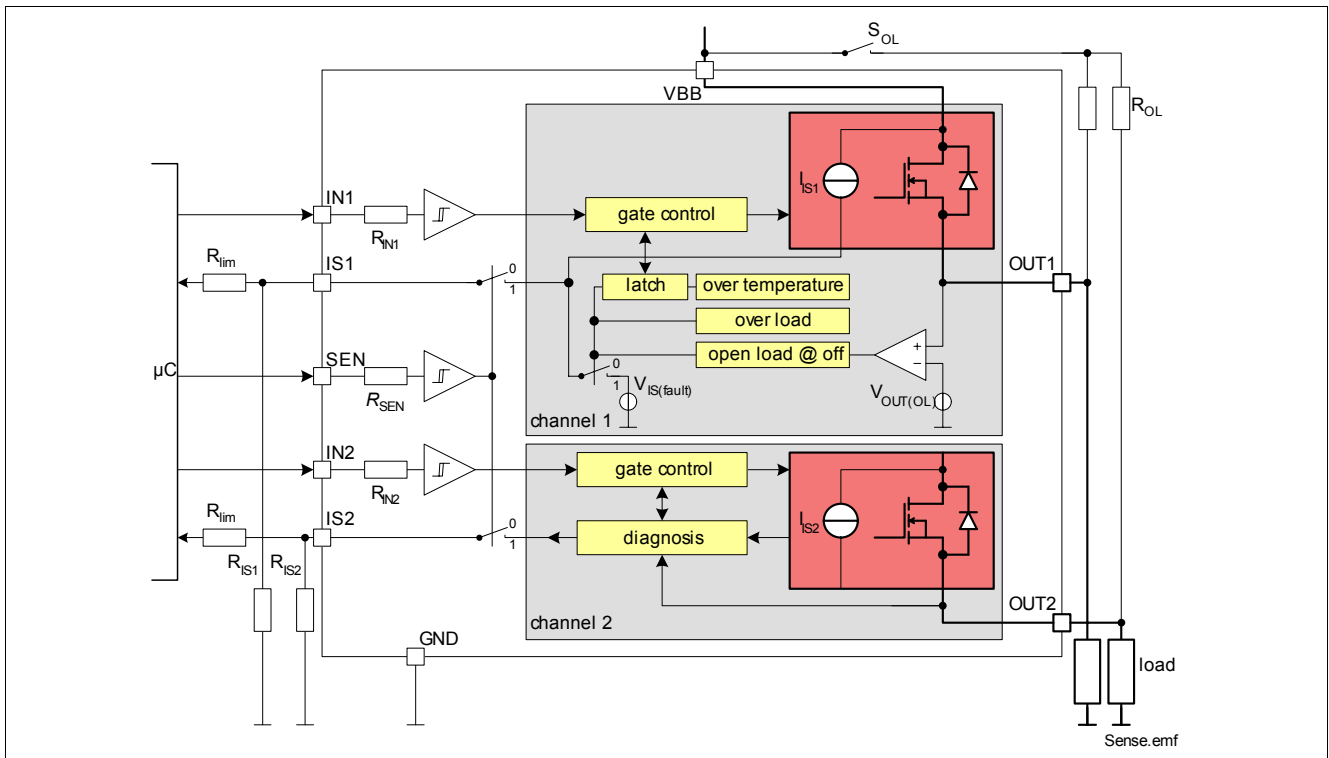 S_OL
VBB
R_OL
IN1
R_IN1
gate control
I_IS1
R_lim
IS1
0
1
latch
over temperature
OUT1
over load
open load @ off
+
-
SEN
µC
R_SEN
0
1
V_IS(fault)
V_OUT(OL)
channel 1
IN2
R_IN2
gate control
R_lim
IS2
0
1
diagnosis
I_IS2
R_IS1
R_IS2
OUT2
channel 2
GND
load
Sense.emf